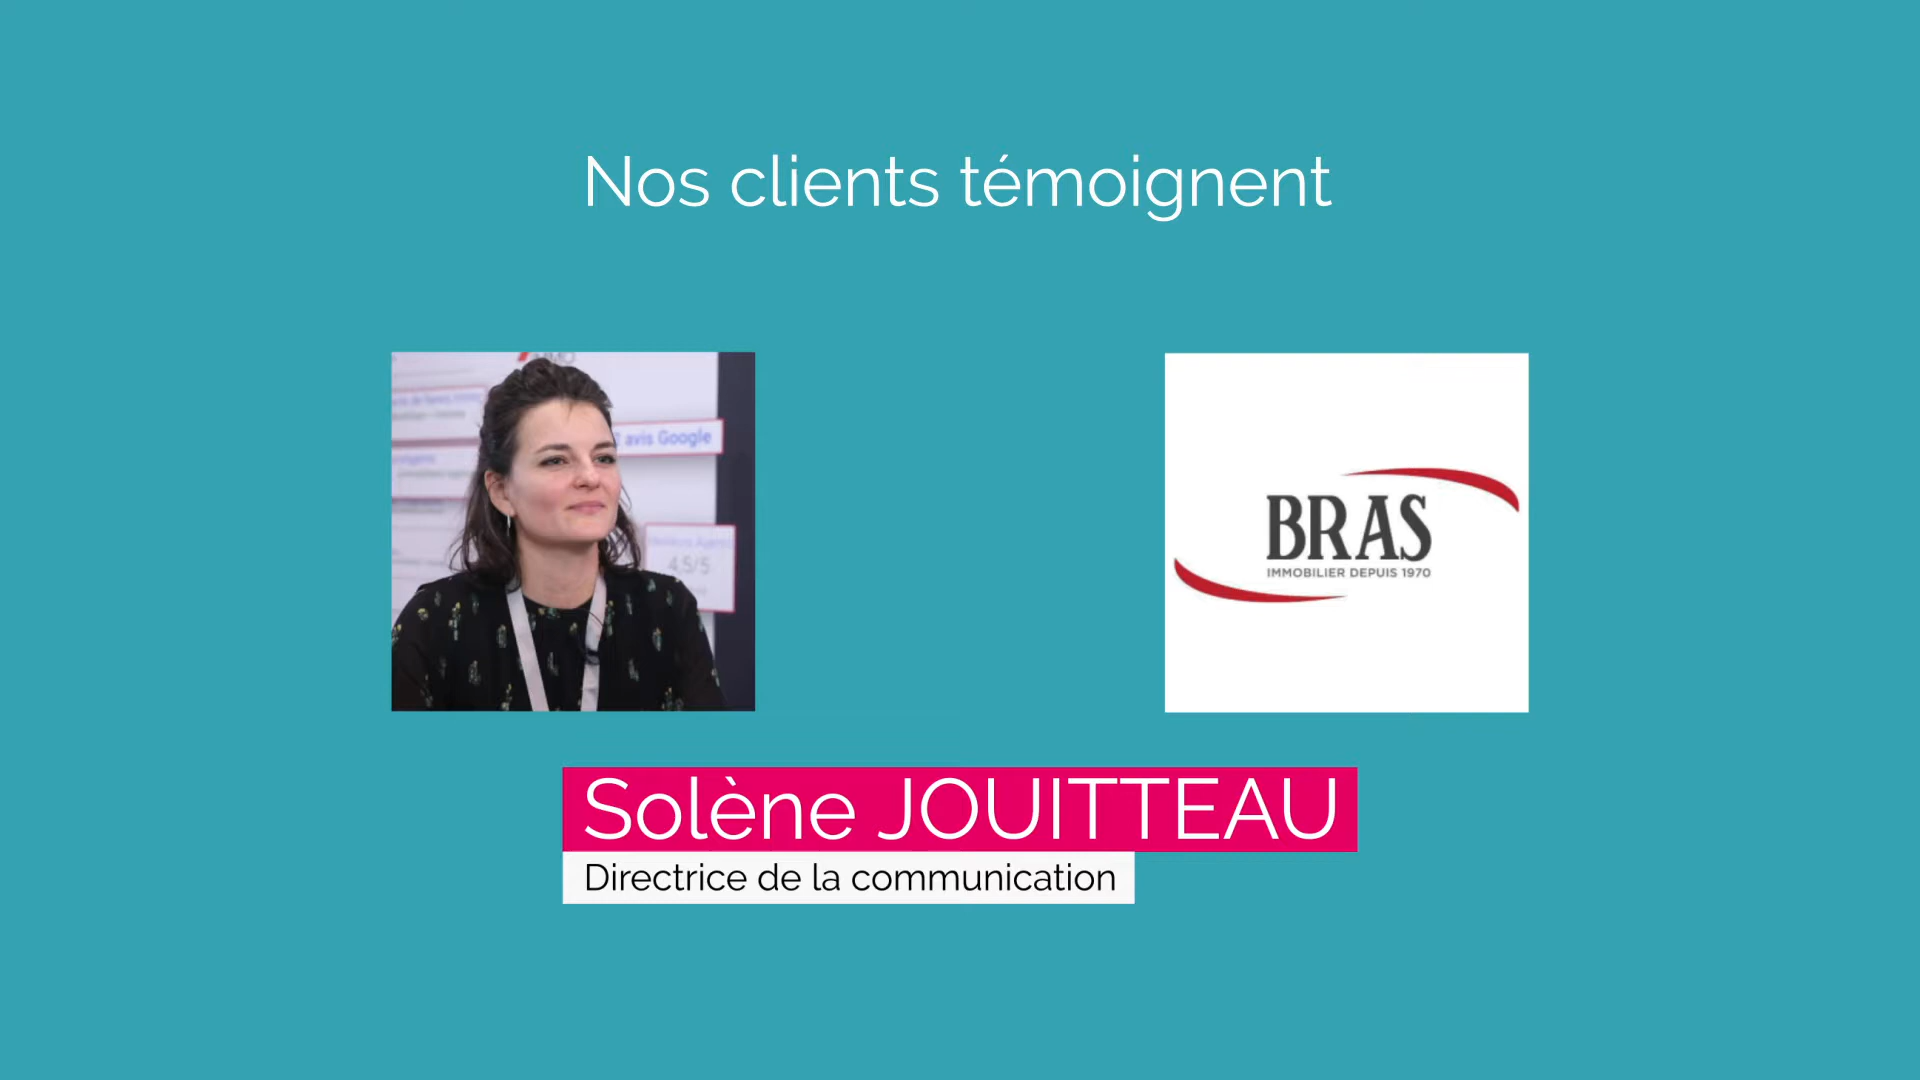 Nos clients témoignent
avis Google
4,5/5
BRAS
IMMOBILIER DEPUIS 1970
Solène JOUITTEAU
Directrice de la communication